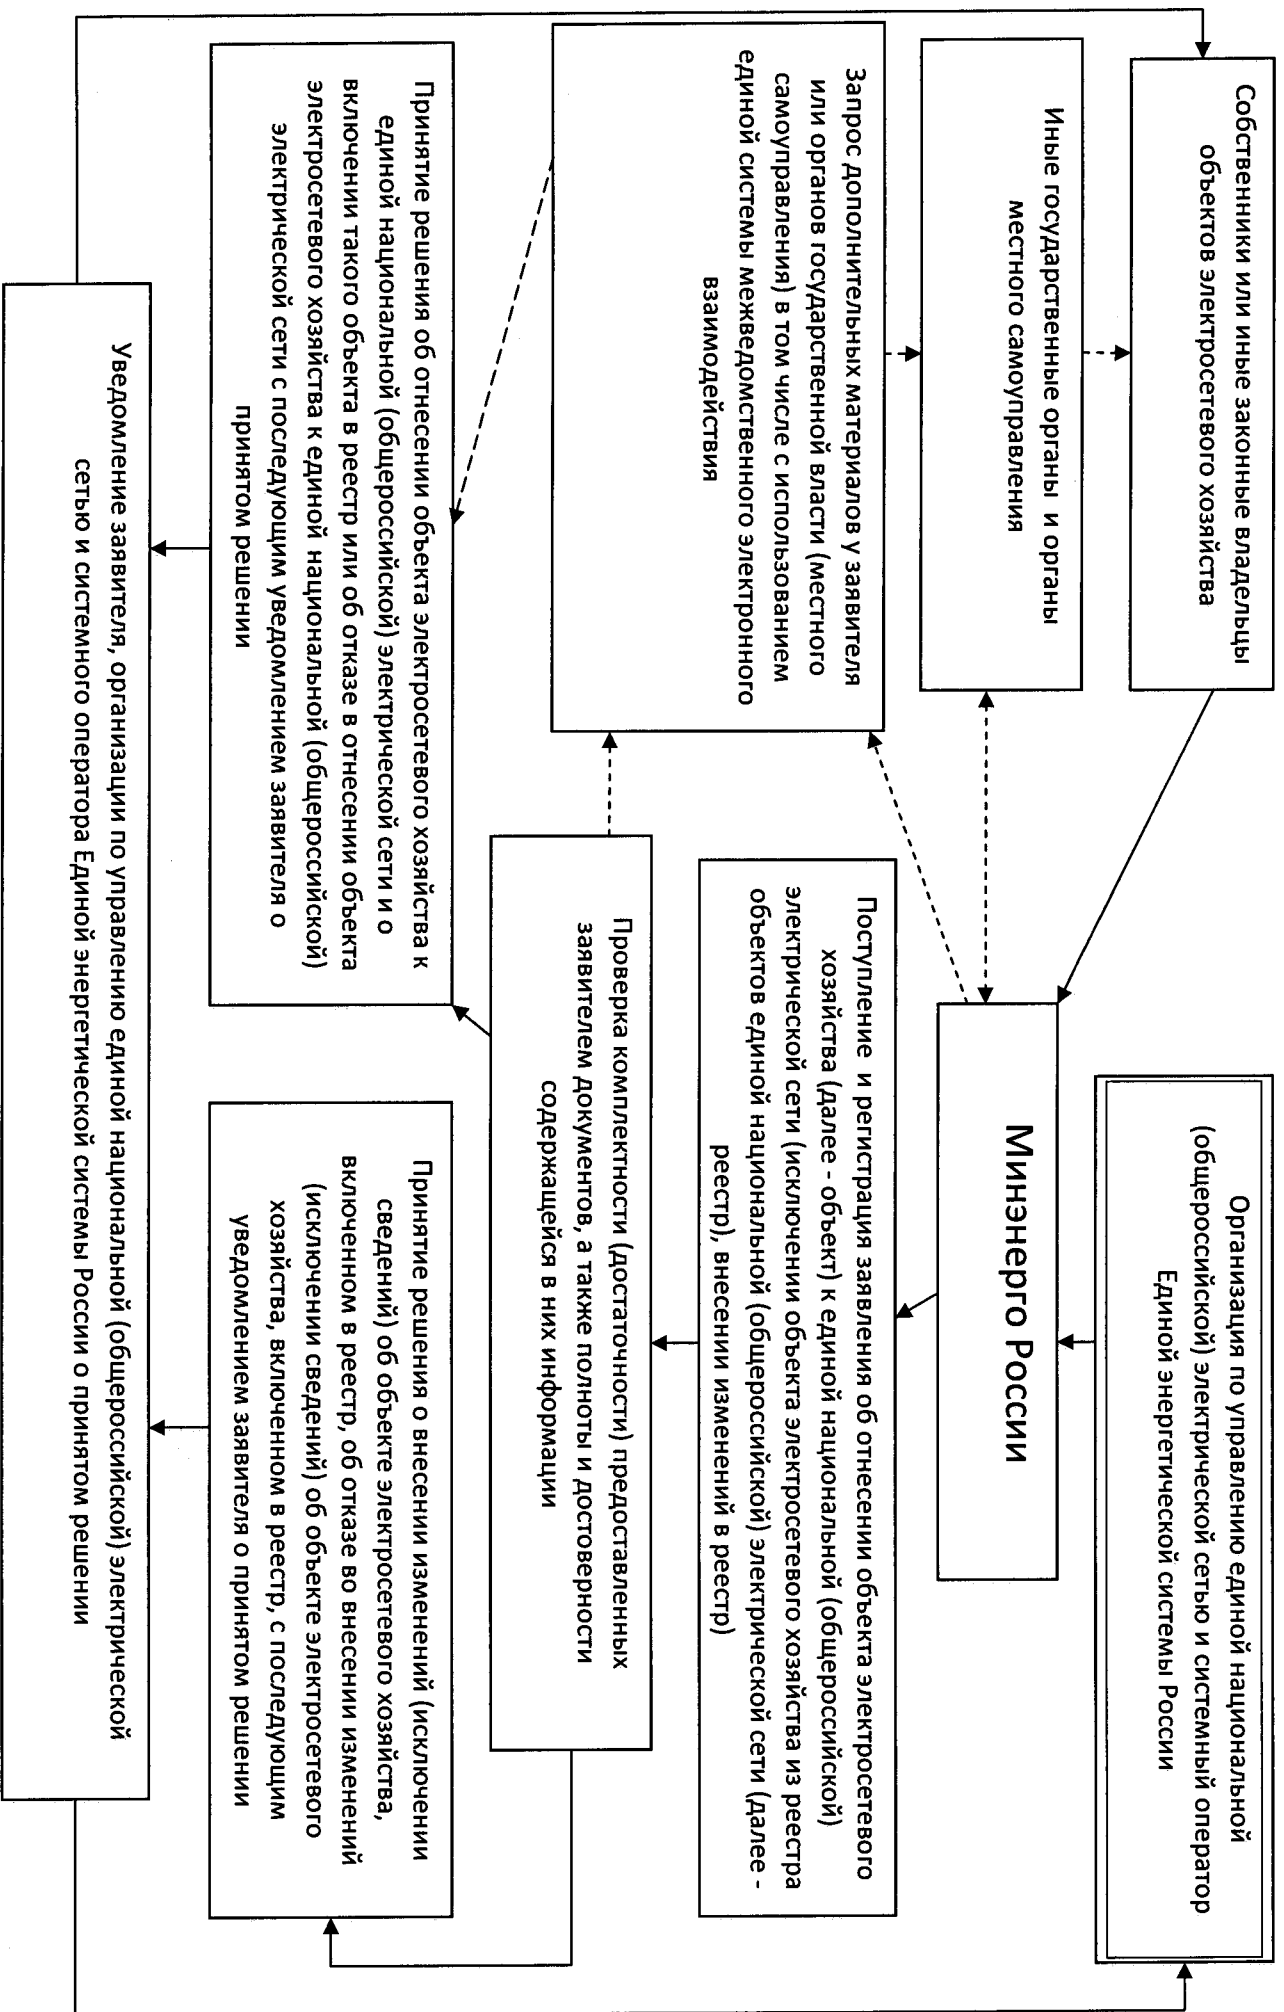 Собственники или иные законные владельцы
объектов электросетевого хозяйства
Организация по управлению единой национальной
(общероссийской) электрической сетью и системный оператор
Единой энергетической системы России
Иные государственные органы и органы
местного самоуправления
Минэнерго России
Запрос дополнительных материалов у заявителя
или органов государственной власти (местного
самоуправления) в том числе с использованием
единой системы межведомственного электронного
взаимодействия
Поступление и регистрация заявления об отнесении объекта электросетевого
хозяйства (далее - объект) к единой национальной (общероссийской)
электрической сети (исключении объекта электросетевого хозяйства из реестра
объектов единой национальной (общероссийской) электрической сети (далее -
реестр), внесении изменений в реестр)
Проверка комплектности (достаточности) предоставленных
заявителем документов, а также полноты и достоверности
содержащейся в них информации
Принятие решения об отнесении объекта электросетевого хозяйства к
единой национальной (общероссийской) электрической сети и о
включении такого объекта в реестр или об отказе в отнесении объекта
электросетевого хозяйства к единой национальной (общероссийской)
электрической сети с последующим уведомлением заявителя о
принятом решении
Принятие решения о внесении изменений (исключении
сведений) об объекте электросетевого хозяйства,
включенном в реестр, об отказе во внесении изменений
(исключении сведений) об объекте электросетевого
хозяйства, включенном в реестр, с последующим
уведомлением заявителя о принятом решении
Уведомление заявителя, организации по управлению единой национальной (общероссийской) электрической
сетью и системного оператора Единой энергетической системы России о принятом решении